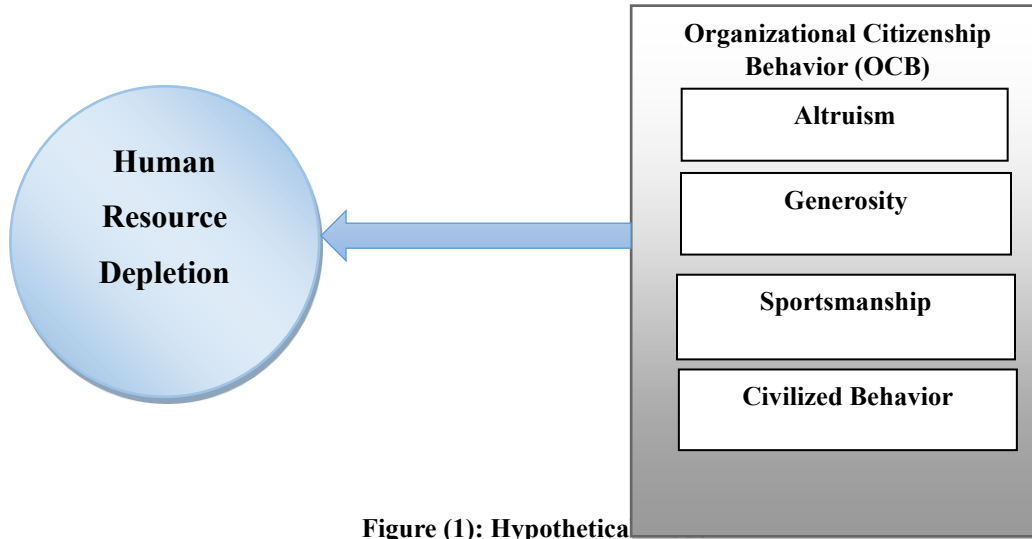 Human
Resource
Depletion
Organizational Citizenship
Behavior (OCB)
Altruism
Generosity
Sportsmanship
Civilized Behavior
Figure (1): Hypothetica